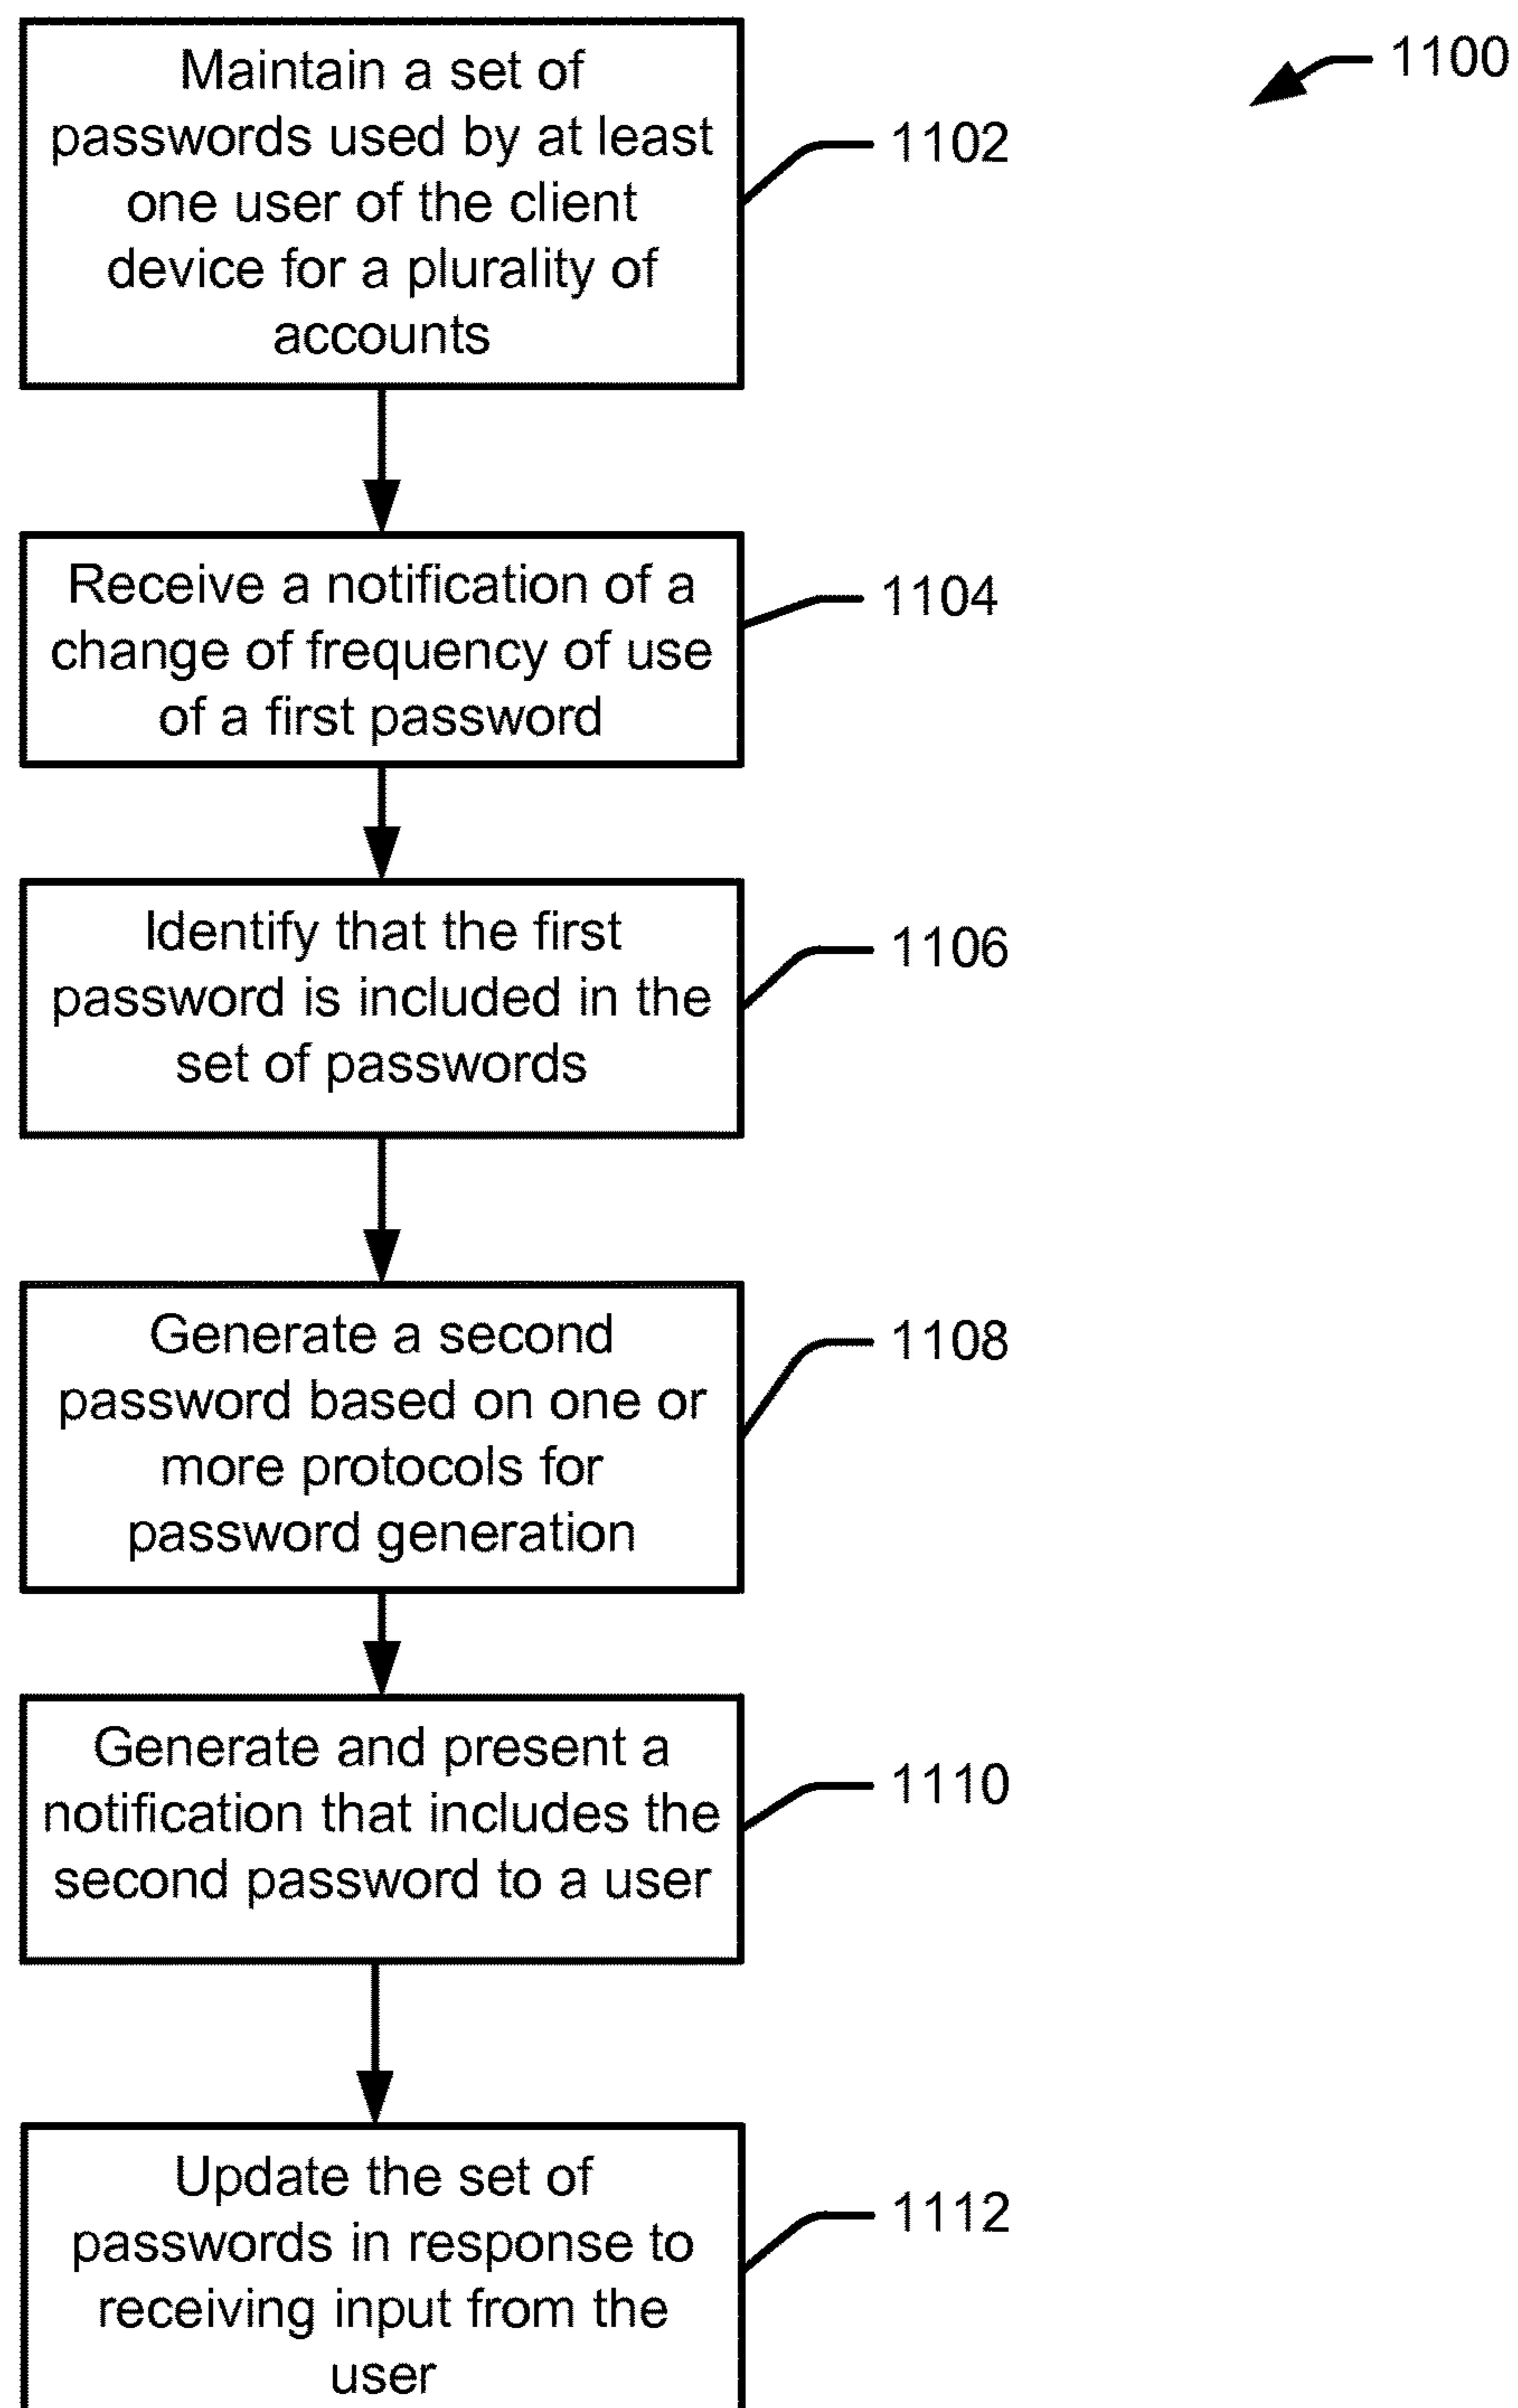 1100
Maintain a set of
passwords used by at least
one user of the client
device for a plurality of
accounts
1102
Receive a notification of a
change of frequency of use
of a first password
1104
Identify that the first
password is included in the
set of passwords
1106
Generate a second
password based on one or
more protocols for
password generation
1108
Generate and present a
notification that includes the
second password to a user
1110
Update the set of
passwords in response to
receiving input from the
user
1112